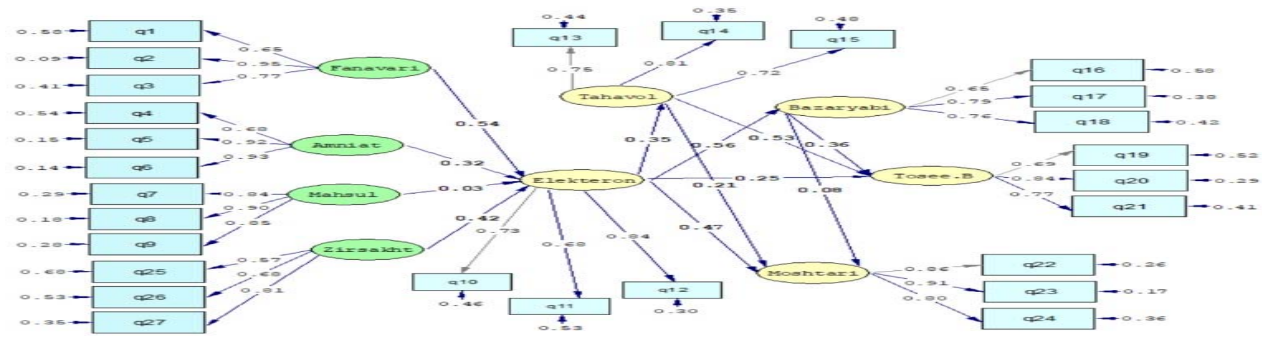 0.58 q1 0.65
0.09 q2 0.95
0.41 q3 0.77
Fanavari
0.54 q4 0.68
0.15 q5 0.92
0.14 q6 0.93
Amniat
0.29 q7 0.84
0.18 q8 0.90
0.28 q9 0.85
Mahsul
0.68 q25 0.57
0.53 q26 0.68
0.35 q27 0.81
Zirsakht
0.54
0.32
0.03
0.42
Elekteron
0.73 q10 0.46
0.68 q11 0.53
0.84 q12 0.30
0.44 q13 0.75
0.35 q14 0.81
0.48 q15 0.72
Tahavol
0.35
0.56
0.25
0.47
0.53
0.21
0.36
0.08
Bazaryabi
0.65 q16 0.58
0.79 q17 0.38
0.76 q18 0.42
Tosee.B
0.69 q19 0.52
0.84 q20 0.29
0.77 q21 0.41
Moshtari
0.86 q22 0.26
0.91 q23 0.17
0.80 q24 0.36